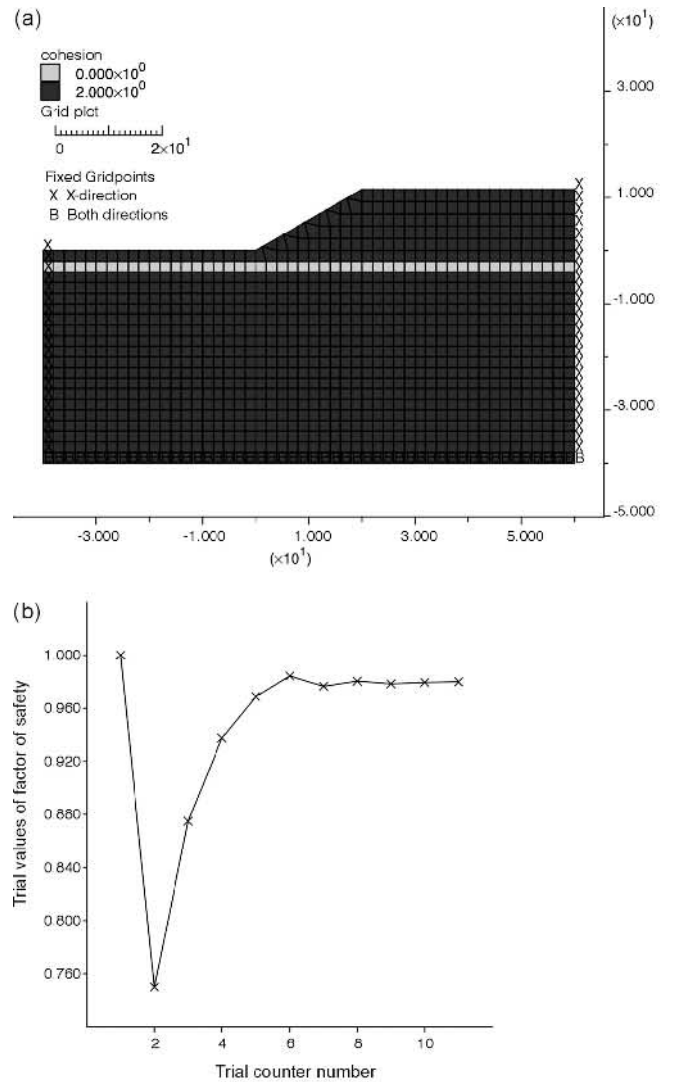 (a)
(×10¹)
cohesion
0.000×10⁰
2.000×10⁰
Grid plot
0 2×10¹
Fixed Gridpoints
X X-direction
B Both directions
3.000
1.000
-1.000
-3.000
-5.000
-3.000 -1.000 1.000 3.000 5.000
(×10¹)
(b)
Trial values of factor of safety
1.000
0.960
0.920
0.880
0.840
0.800
0.760
2 4 6 8 10
Trial counter number